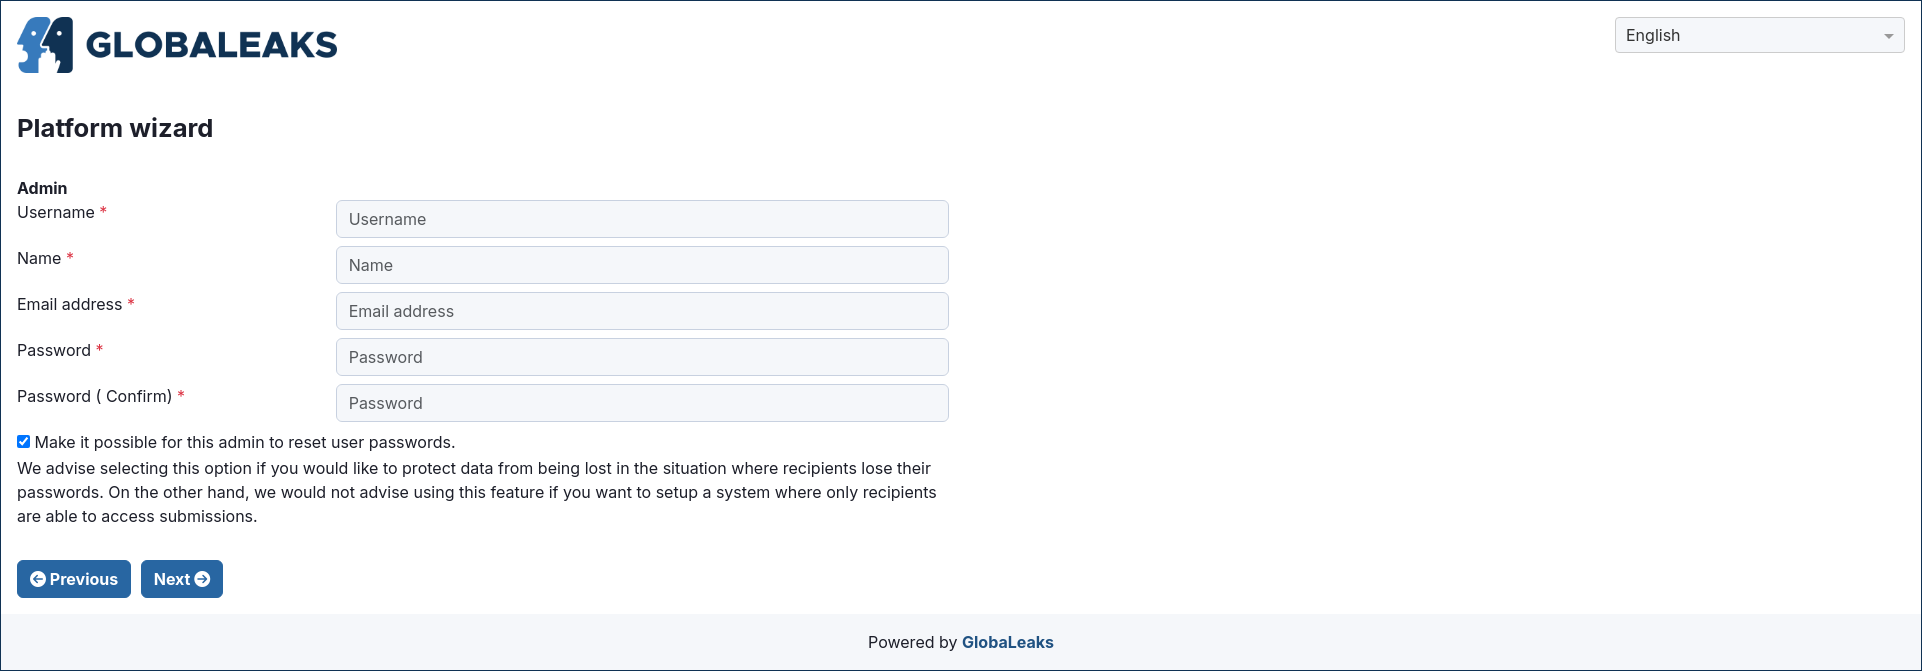 GLOBALEAKS
English
Platform wizard
Admin
Username *
Username
Name *
Name
Email address *
Email address
Password *
Password
Password ( Confirm) *
Password
Make it possible for this admin to reset user passwords.
We advise selecting this option if you would like to protect data from being lost in the situation where recipients lose their
passwords. On the other hand, we would not advise using this feature if you want to setup a system where only recipients
are able to access submissions.
Previous
Next
Powered by GlobaLeaks